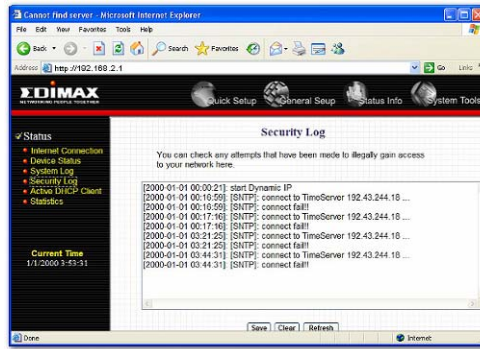 Cannot find server - Microsoft Internet Explorer
File Edit View Favorites Tools Help
Back Search Favorites
Address http://192.168.2.1 Go Links
EDIMAX
NETWORKING PEOPLE TOGETHER
Quick Setup General Seup Status Info System Tools
Status
Internet Connection
Device Status
System Log
Security Log
Active DHCP Client
Statistics
Current Time
1/1/2000 3:53:31
Security Log
You can check any attempts that have been made to illegally gain access
to your network here.
[2000-01-01 00:00:21]: start Dynamic IP
[2000-01-01 00:16:59]: [SNTP]: connect to TimeServer 192.43.244.18 ...
[2000-01-01 00:16:59]: [SNTP]: connect fail!!
[2000-01-01 00:17:16]: [SNTP]: connect to TimeServer 192.43.244.18 ...
[2000-01-01 00:17:16]: [SNTP]: connect fail!!
[2000-01-01 03:21:25]: [SNTP]: connect to TimeServer 192.43.244.18 ...
[2000-01-01 03:21:25]: [SNTP]: connect fail!!
[2000-01-01 03:44:31]: [SNTP]: connect to TimeServer 192.43.244.18 ...
[2000-01-01 03:44:31]: [SNTP]: connect fail!!
Save Clear Refresh
Done Internet